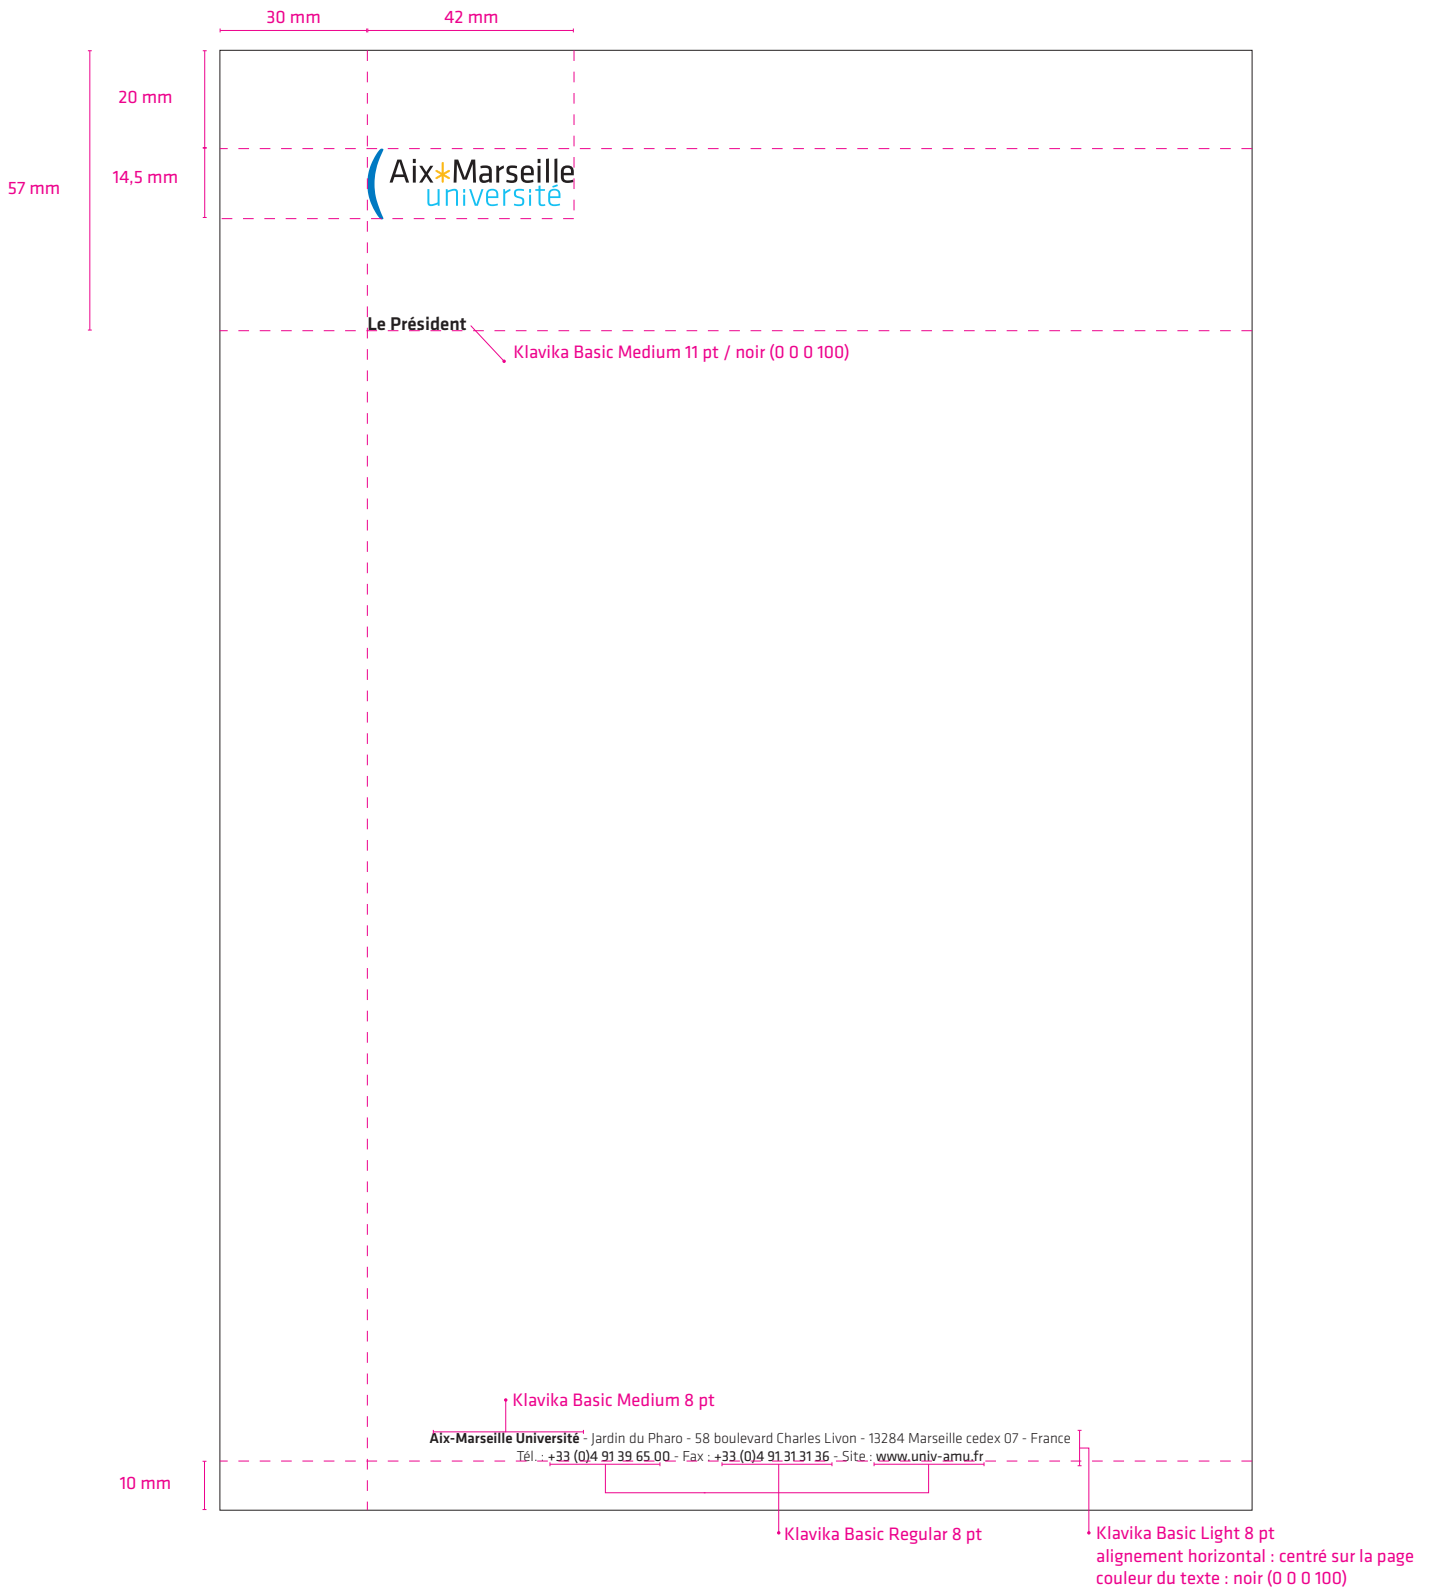 30 mm
42 mm
20 mm
14,5 mm
57 mm
Aix*Marseille
université
Le Président
Klavika Basic Medium 11 pt / noir (0 0 0 100)
Klavika Basic Medium 8 pt
Aix-Marseille Université - Jardin du Pharo - 58 boulevard Charles Livon - 13284 Marseille cedex 07 - France
Tél. : +33 (0)4 91 39 65 00 - Fax : +33 (0)4 91 31 31 36 - Site : www.univ-amu.fr
10 mm
Klavika Basic Regular 8 pt
Klavika Basic Light 8 pt
alignement horizontal : centré sur la page
couleur du texte : noir (0 0 0 100)